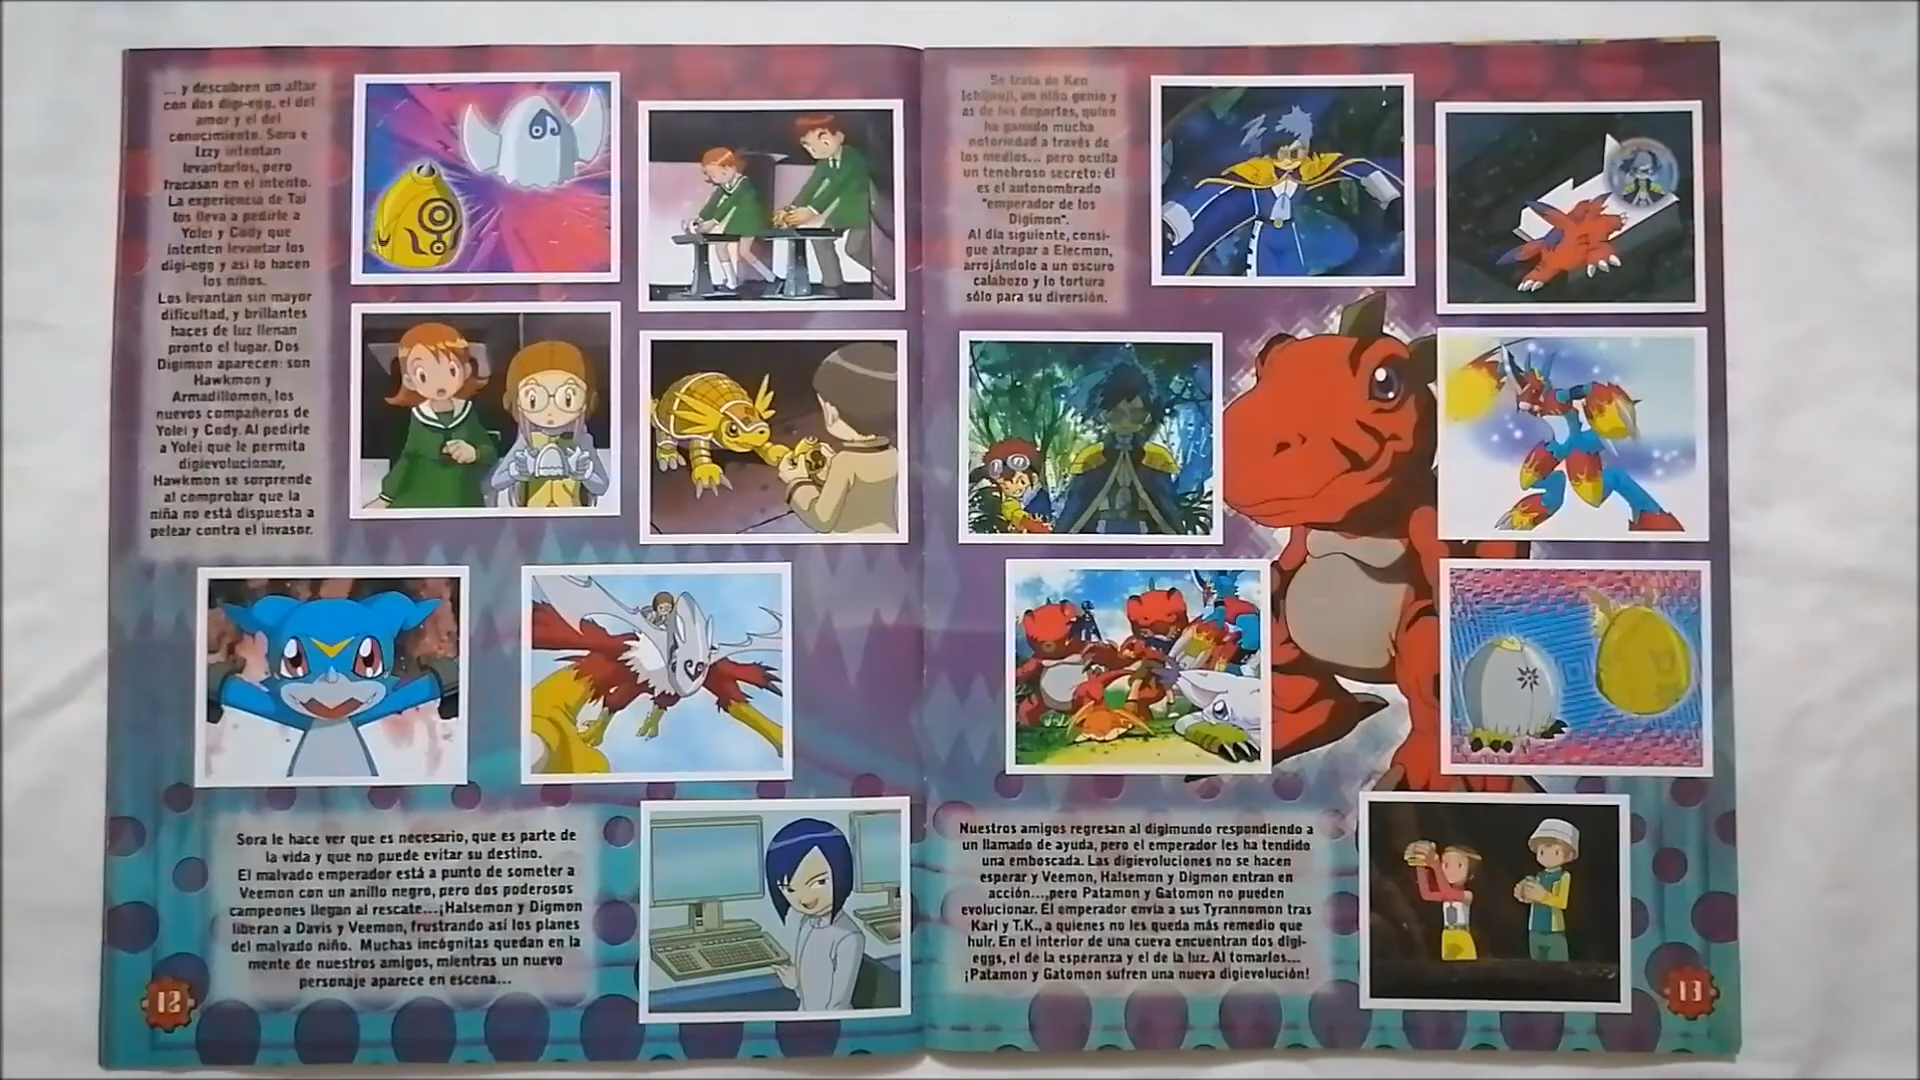 .... y descubren un altar
con dos digi-egg, el del
amor y el del
conocimiento. Sora e
Izzy intentan
levantarlos, pero
fracasan en el intento.
La experiencia de Tai
los lleva a pedirle a
Yolei y Cody que
intenten levantar los
digi-egg y así lo hacen
los niños.
Los levantan sin mayor
dificultad, y brillantes
haces de luz llenan
pronto el lugar. Dos
Digimon aparecen: son
Hawkmon y
Armadillomon, los
nuevos compañeros de
Yolei y Cody. Al pedirle
a Yolei que le permita
digievolucionar,
Hawkmon se sorprende
al comprobar que la
niña no está dispuesta a
pelear contra el invasor.
Sora le hace ver que es necesario, que es parte de
la vida y que no puede evitar su destino.
El malvado emperador está a punto de someter a
Veemon con un anillo negro, pero dos poderosos
campeones llegan al rescate...¡Halsemon y Digmon
liberan a Davis y Veemon, frustrando así los planes
del malvado niño. Muchas incógnitas quedan en la
mente de nuestros amigos, mientras un nuevo
personaje aparece en escena...
12
Se trata de Ken
Ichijouji, un niño genio y
as de los deportes, quien
ha ganado mucha
notoriedad a través de
los medios... pero oculta
un tenebroso secreto: él
es el autonombrado
"emperador de los
Digimon".
Al día siguiente, consi-
gue atrapar a Elecmon,
arrojándolo a un oscuro
calabozo y lo tortura
sólo para su diversión.
Nuestros amigos regresan al digimundo respondiendo a
un llamado de ayuda, pero el emperador les ha tendido
una emboscada. Las digievoluciones no se hacen
esperar y Veemon, Halsemon y Digmon entran en
acción...,pero Patamon y Gatomon no pueden
evolucionar. El emperador envía a sus Tyrannomon tras
Kari y T.K., a quienes no les queda más remedio que
huir. En el interior de una cueva encuentran dos digi-
eggs, el de la esperanza y el de la luz. Al tomarlos...
¡Patamon y Gatomon sufren una nueva digievolución!
13